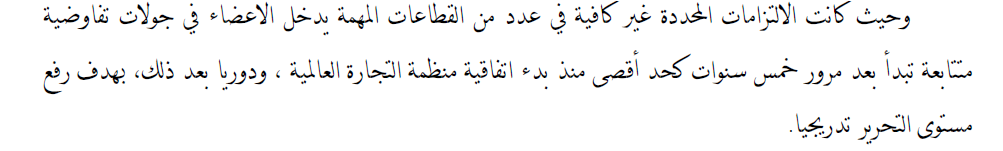 وحيث كانت الالتزامات المحددة غير كافية في عدد من القطاعات المهمة يدخل الاعضاء في جولات تفاوضية
متتابعة تبدأ بعد مرور خمس سنوات كحد أقصى منذ بدء اتفاقية منظمة التجارة العالمية ، ودوريا بعد ذلك، بهدف رفع
مستوى التحرير تدريجيا.